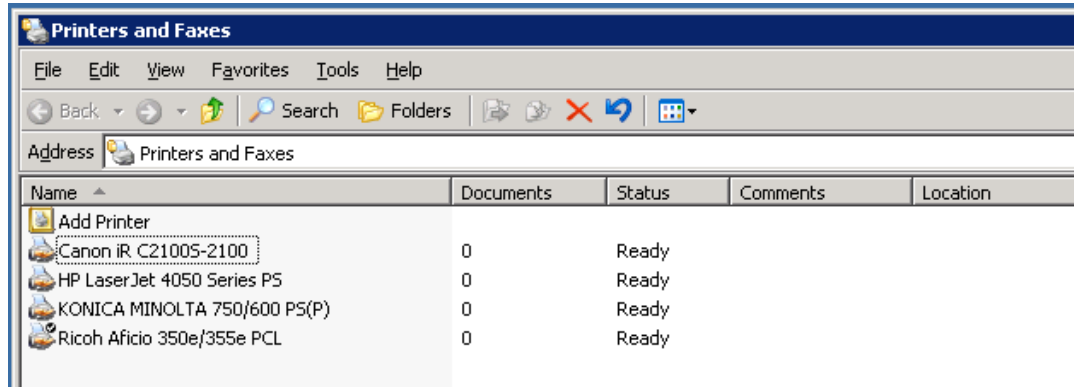 Printers and Faxes
File Edit View Favorites Tools Help
Back Search Folders
Address Printers and Faxes
Name Documents Status Comments Location
Add Printer
Canon iR C2100S-2100 0 Ready
HP LaserJet 4050 Series PS 0 Ready
KONICA MINOLTA 750/600 PS(P) 0 Ready
Ricoh Aficio 350e/355e PCL 0 Ready